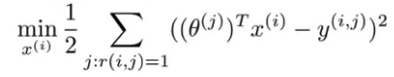 \min_{x^{(i)}} \frac{1}{2} \sum_{j:r(i,j)=1} ((\theta^{(j)})^T x^{(i)} - y^{(i,j)})^2